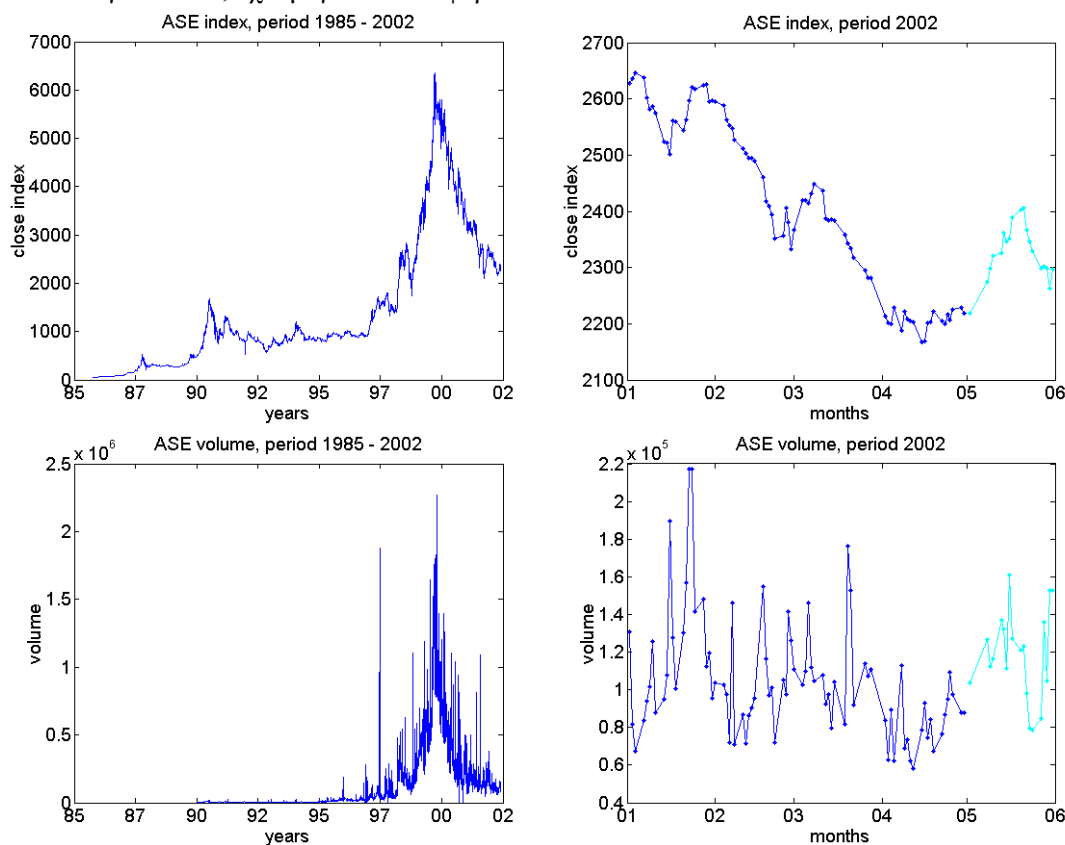 ASE index, period 1985 - 2002
7000
6000
5000
4000
3000
2000
1000
0
close index
85 87 90 92 95 97 00 02
years
ASE index, period 2002
2700
2600
2500
2400
2300
2200
2100
close index
01 02 03 04 05 06
months
ASE volume, period 1985 - 2002
x 10^6
2.5
2
1.5
1
0.5
0
volume
85 87 90 92 95 97 00 02
years
ASE volume, period 2002
x 10^5
2.2
2
1.8
1.6
1.4
1.2
1
0.8
0.6
0.4
volume
01 02 03 04 05 06
months